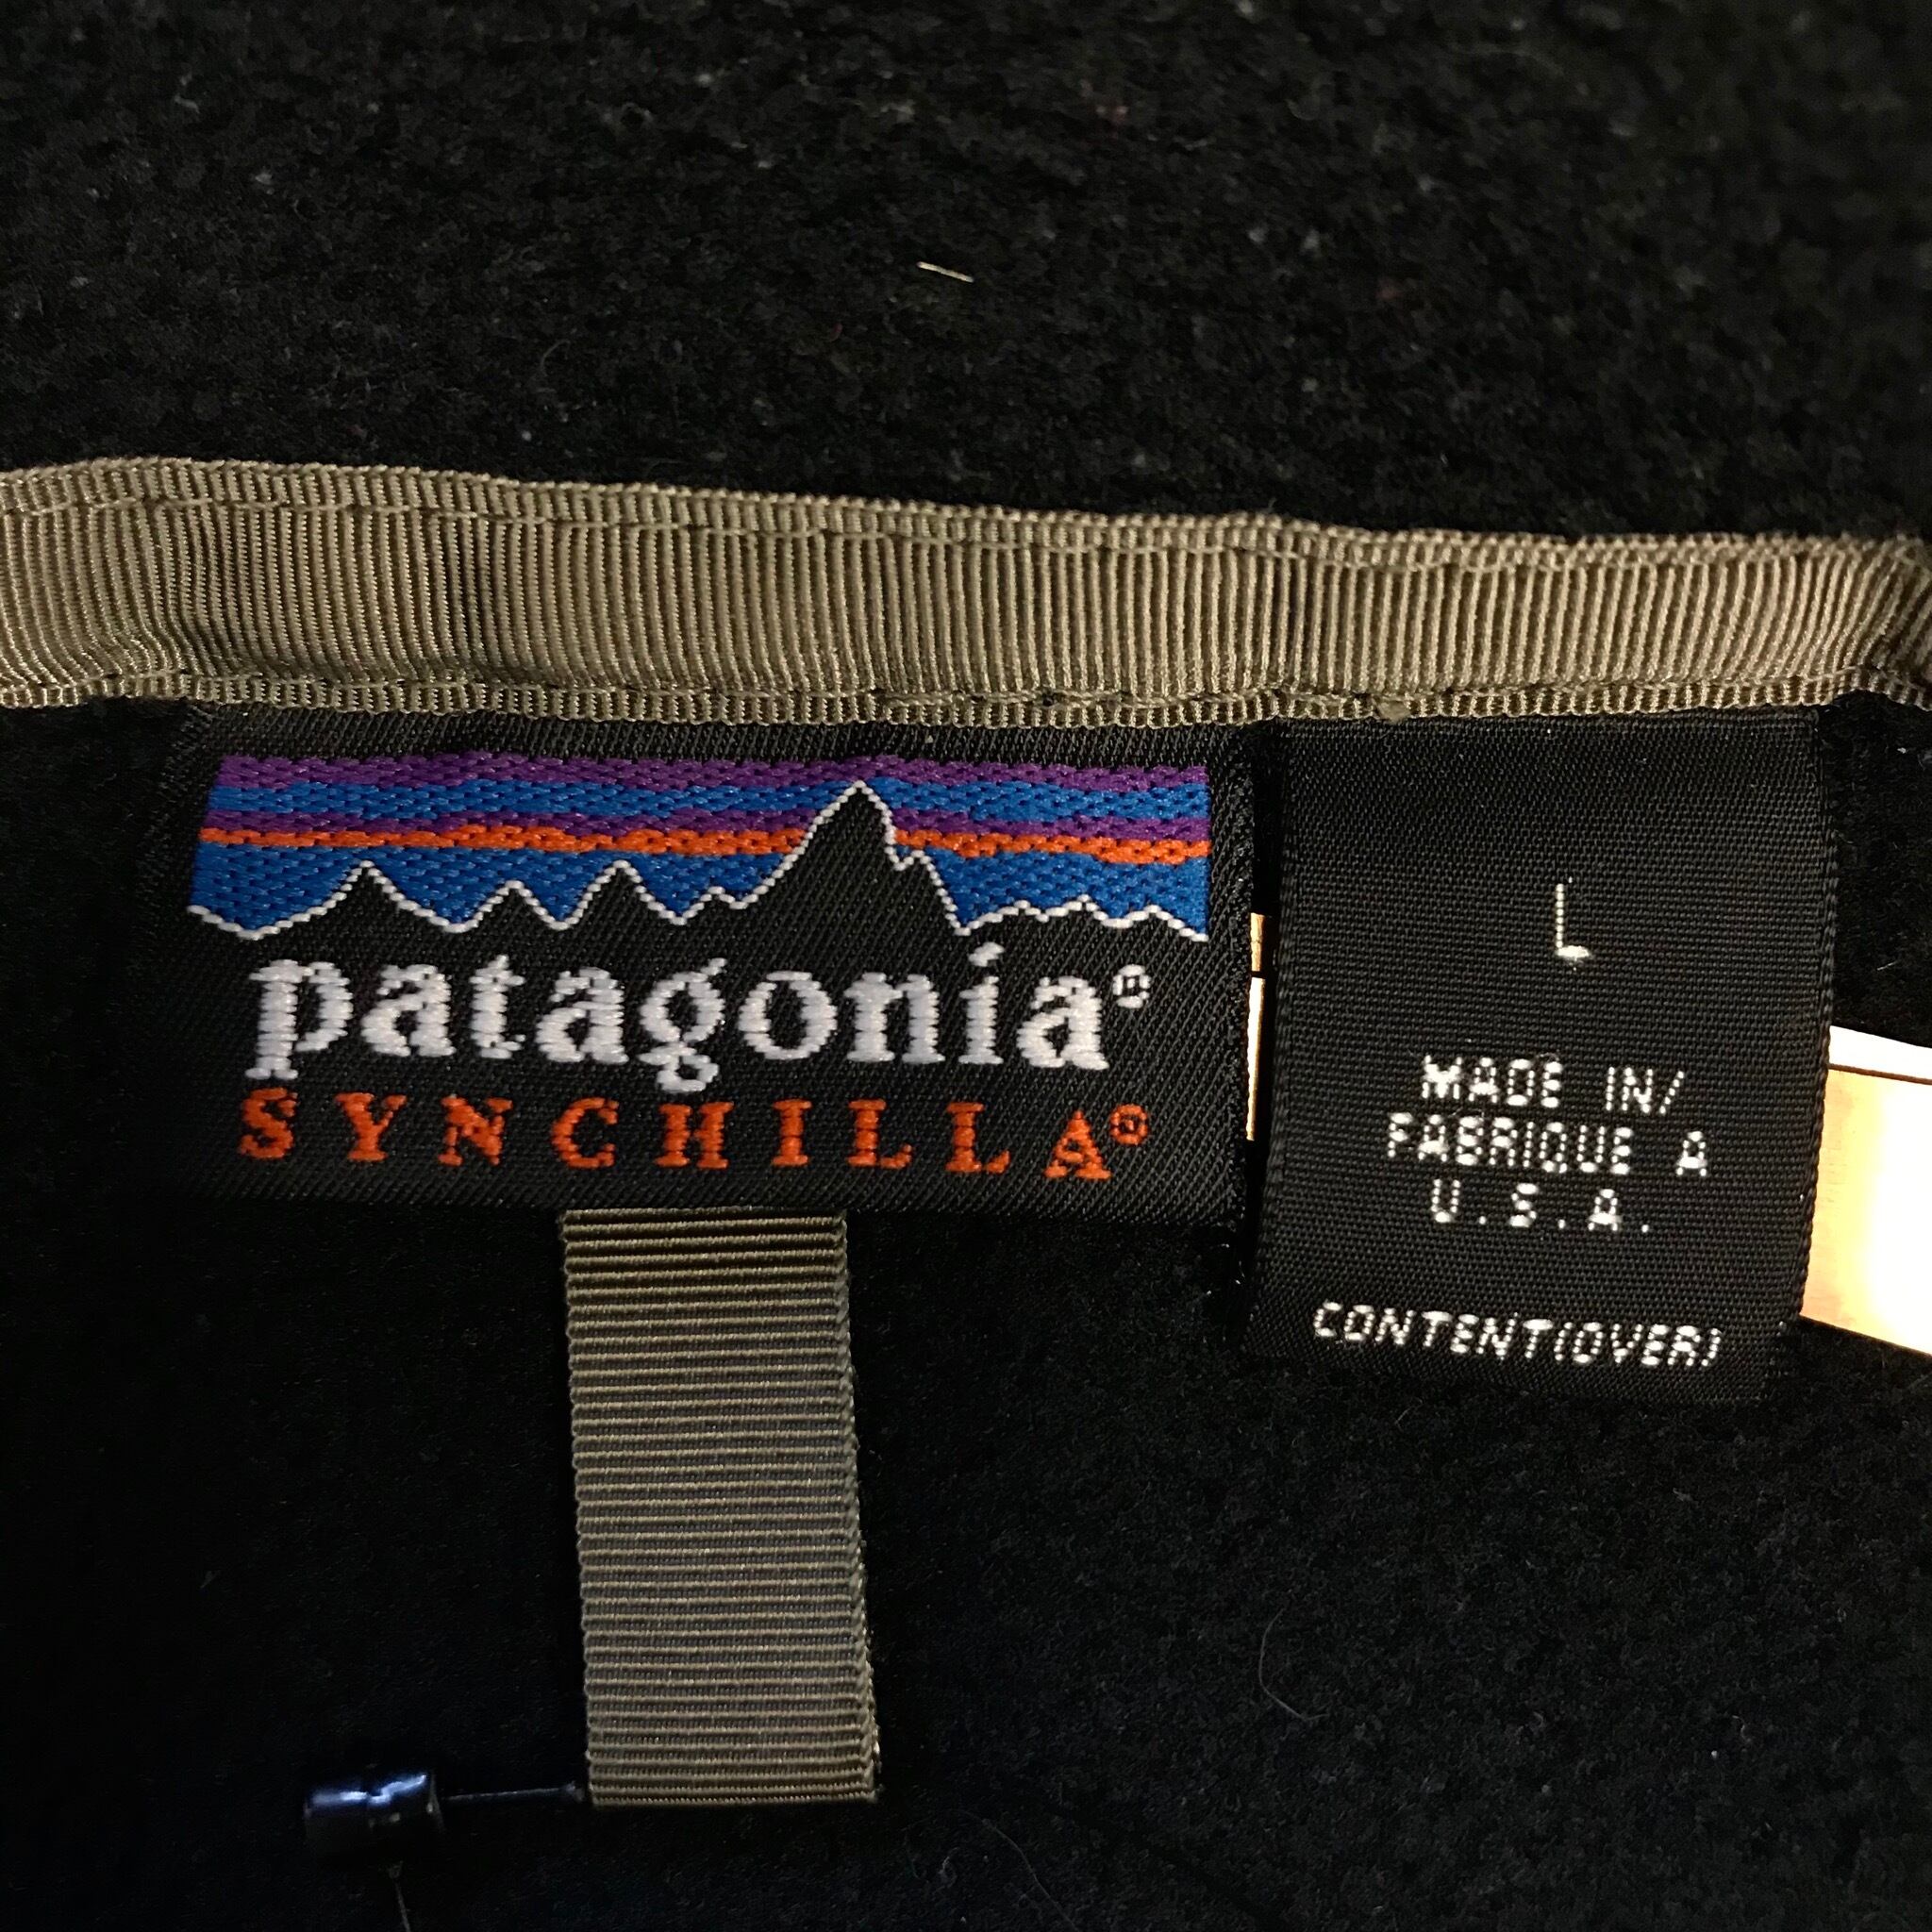 patagonia®
SYNCHILLA®
L
MADE IN/
FABRIQUE A
U.S.A.
CONTENT(OVER)